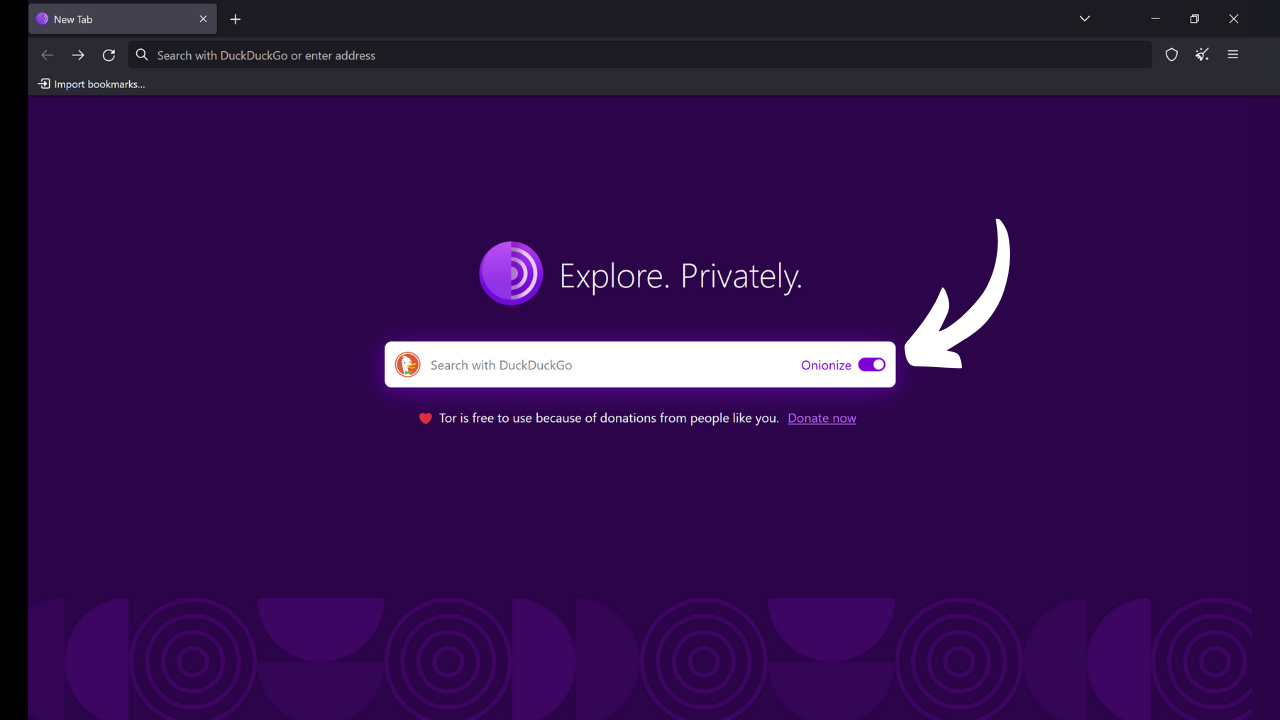 New Tab
Search with DuckDuckGo or enter address
Import bookmarks...
Explore. Privately.
Search with DuckDuckGo Onionize
Tor is free to use because of donations from people like you. Donate now